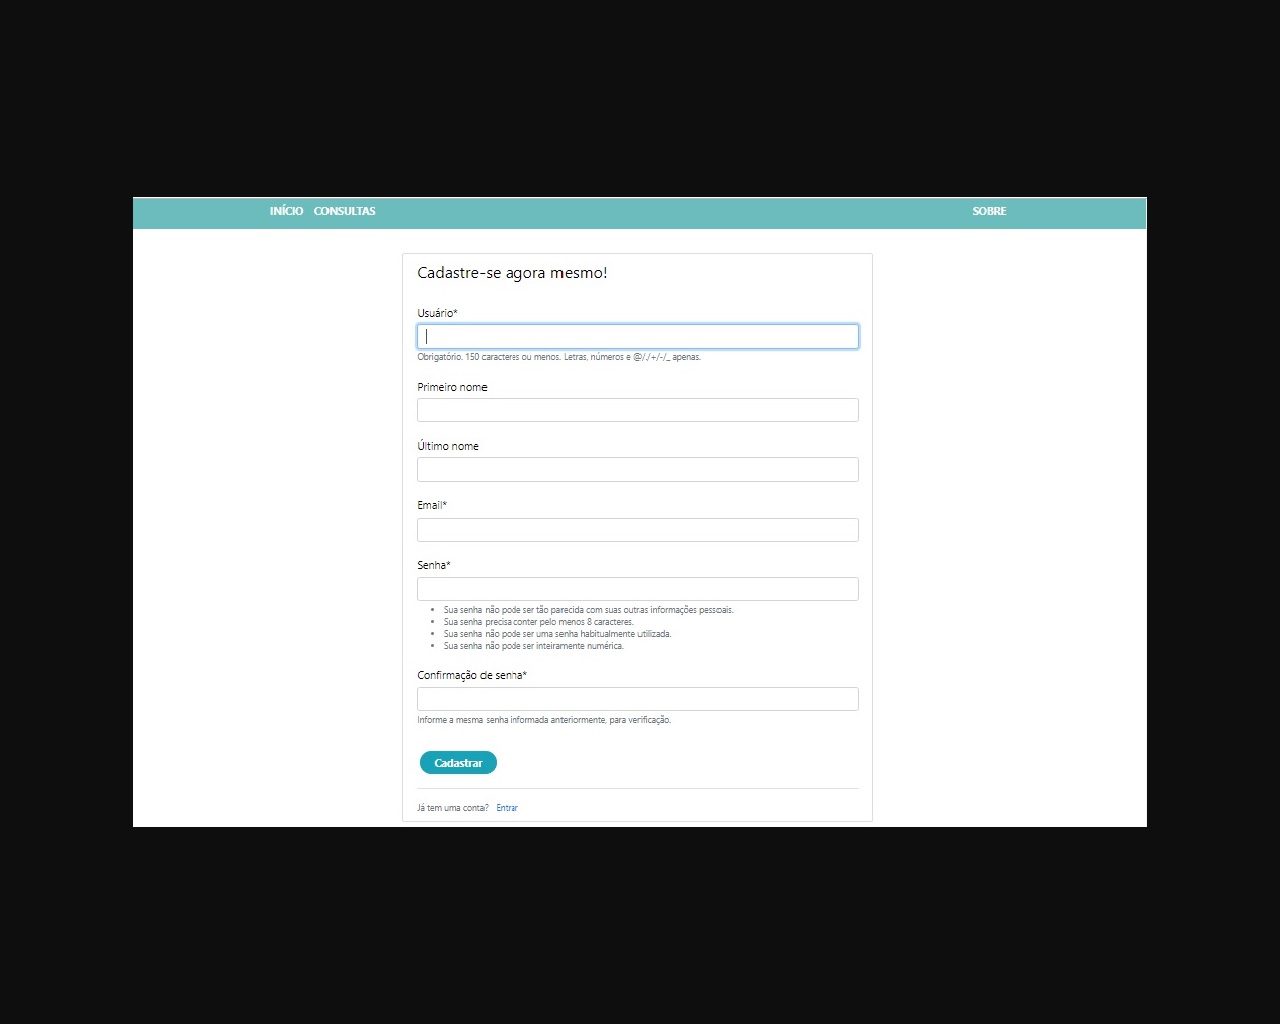 INÍCIO CONSULTAS SOBRE
Cadastre-se agora mesmo!
Usuário*
Obrigatório. 150 caracteres ou menos. Letras, números e @/./+/-/_ apenas.
Primeiro nome
Último nome
Email*
Senha*
• Sua senha não pode ser tão parecida com suas outras informações pessoais.
• Sua senha precisa conter pelo menos 8 caracteres.
• Sua senha não pode ser uma senha habitualmente utilizada.
• Sua senha não pode ser inteiramente numérica.
Confirmação de senha*
Informe a mesma senha informada anteriormente, para verificação.
Cadastrar
Já tem uma conta? Entrar